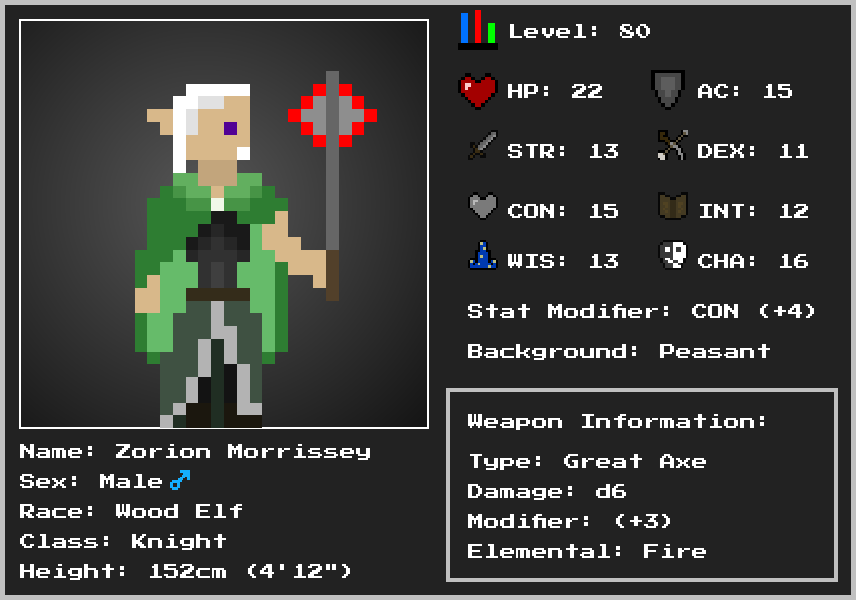 Level: 80
HP: 22 AC: 15
STR: 13 DEX: 11
CON: 15 INT: 12
WIS: 13 CHA: 16
Stat Modifier: CON (+4)
Background: Peasant
Weapon Information:
Type: Great Axe
Damage: d6
Modifier: (+3)
Elemental: Fire
Name: Zorion Morrissey
Sex: Male ♂
Race: Wood Elf
Class: Knight
Height: 152cm (4'12")